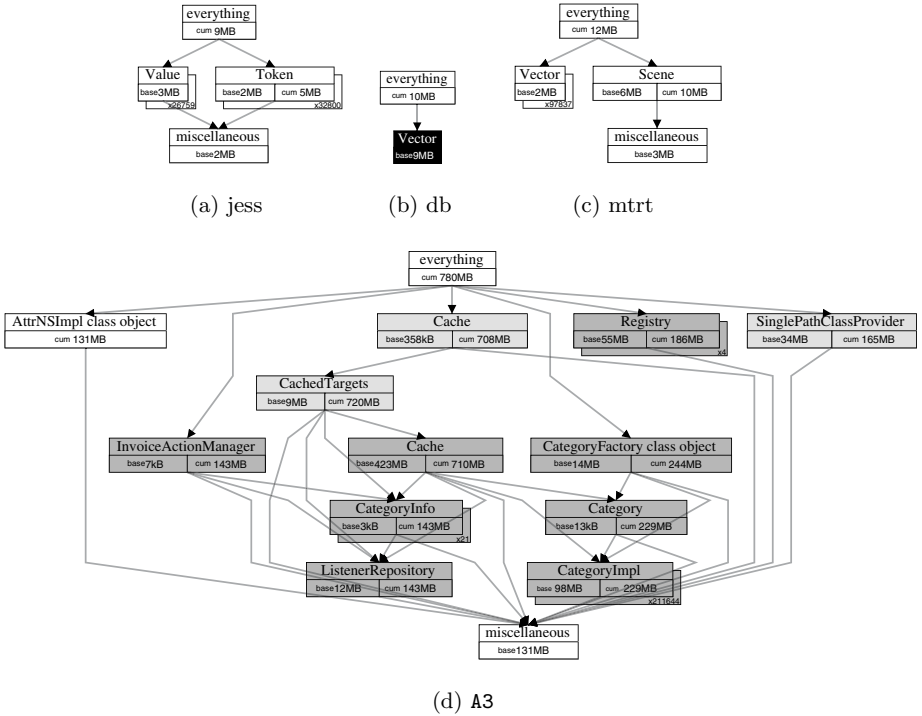 everything
cum 9MB
Value
base3MB
x26759
Token
base2MB cum 5MB
x32800
miscellaneous
base2MB
(a) jess
everything
cum 10MB
Vector
base9MB
(b) db
everything
cum 12MB
Vector
base2MB
x97837
Scene
base6MB cum 10MB
miscellaneous
base3MB
(c) mtrt
everything
cum 780MB
AttrNSImpl class object
cum 131MB
Cache
base358kB cum 708MB
Registry
base55MB cum 186MB
x4
SinglePathClassProvider
base34MB cum 165MB
CachedTargets
base9MB cum 720MB
InvoiceActionManager
base7kB cum 143MB
Cache
base423MB cum 710MB
CategoryFactory class object
base14MB cum 244MB
CategoryInfo
base3kB cum 143MB
x21
Category
base13kB cum 229MB
ListenerRepository
base12MB cum 143MB
CategoryImpl
base 98MB cum 229MB
x211644
miscellaneous
base131MB
(d) A3